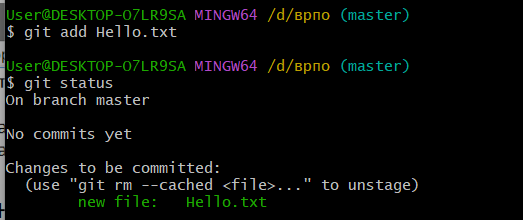 User@DESKTOP-O7LR9SA MINGW64 /d/врпо (master)
$ git add Hello.txt
User@DESKTOP-O7LR9SA MINGW64 /d/врпо (master)
$ git status
On branch master
No commits yet
Changes to be committed:
  (use "git rm --cached <file>..." to unstage)
        new file:   Hello.txt